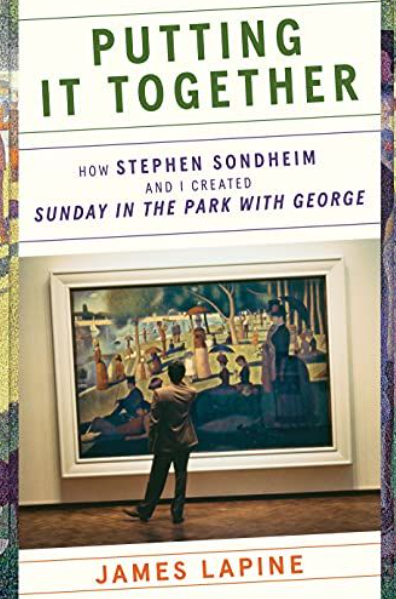 PUTTING
IT TOGETHER
HOW STEPHEN SONDHEIM
AND I CREATED
SUNDAY IN THE PARK WITH GEORGE
JAMES LAPINE